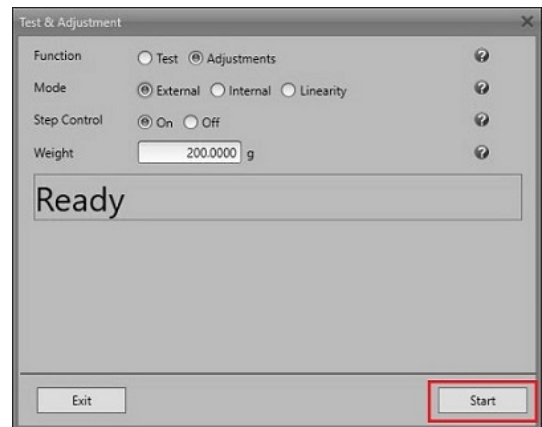 Test & Adjustment
Function Test Adjustments
Mode External Internal Linearity
Step Control On Off
Weight 200.0000 g
Ready
Exit Start